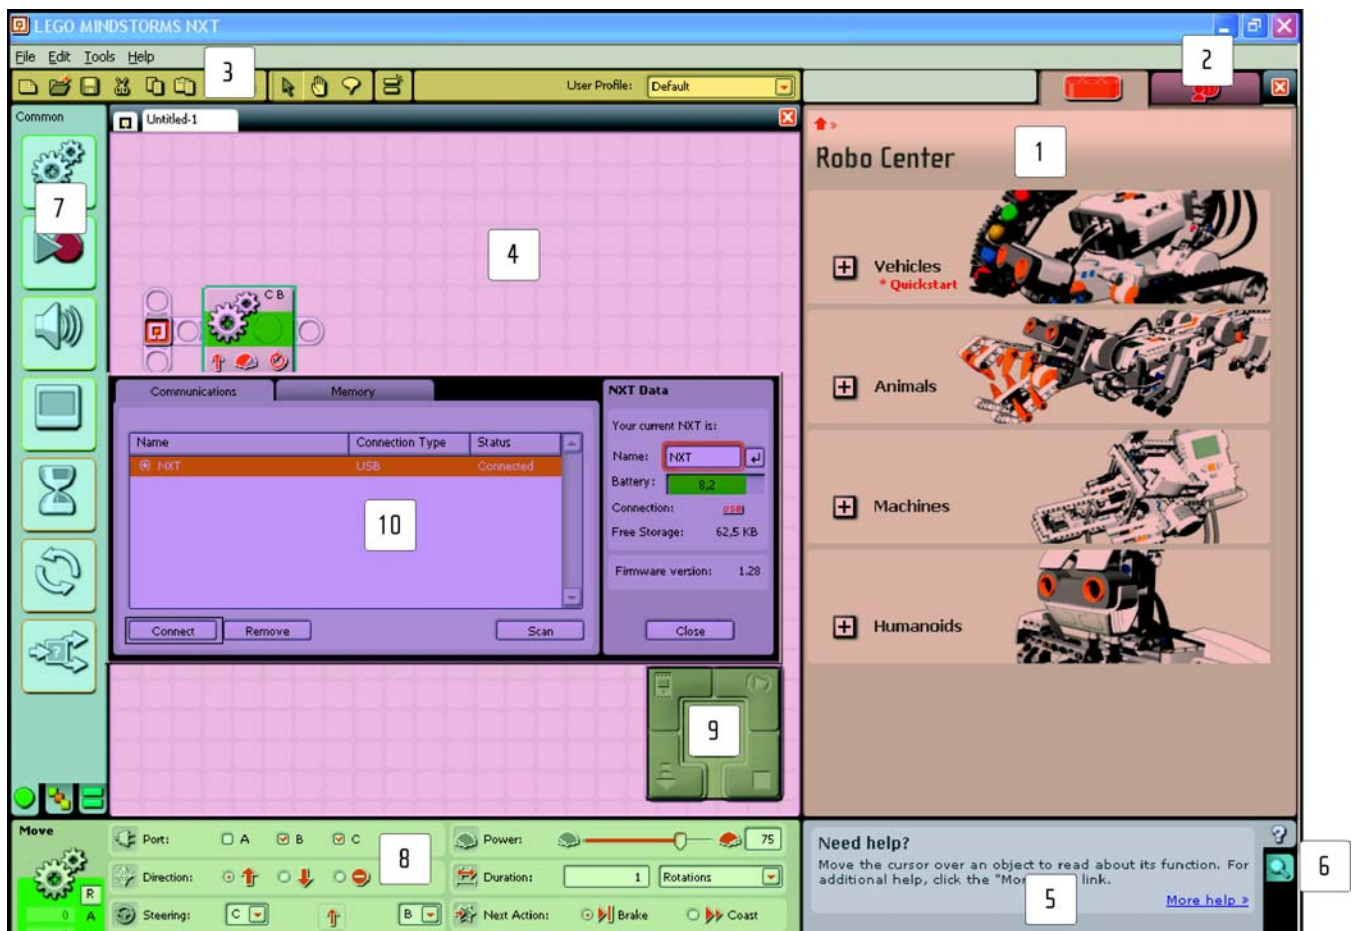 LEGO MINDSTORMS NXT
File Edit Tools Help
2
3
User Profile: Default
Common
Untitled-1
1
Robo Center
7
4
Vehicles
* Quickstart
C B
Animals
Communications Memory
NXT Data
Your current NXT is:
Name Connection Type Status
Name: NXT
NXT USB Connected
Battery: 8,2
Connection: USB
10
Free Storage: 62,5 KB
Machines
Firmware version: 1.28
Connect Remove Scan Close
Humanoids
9
Move
Port: A B C
Power: 75
8
Direction:
Duration: 1 Rotations
R
0 A
Steering: C B
Next Action: Brake Coast
Need help?
Move the cursor over an object to read about its function. For
additional help, click the "Mor link.
5
More help »
?
6